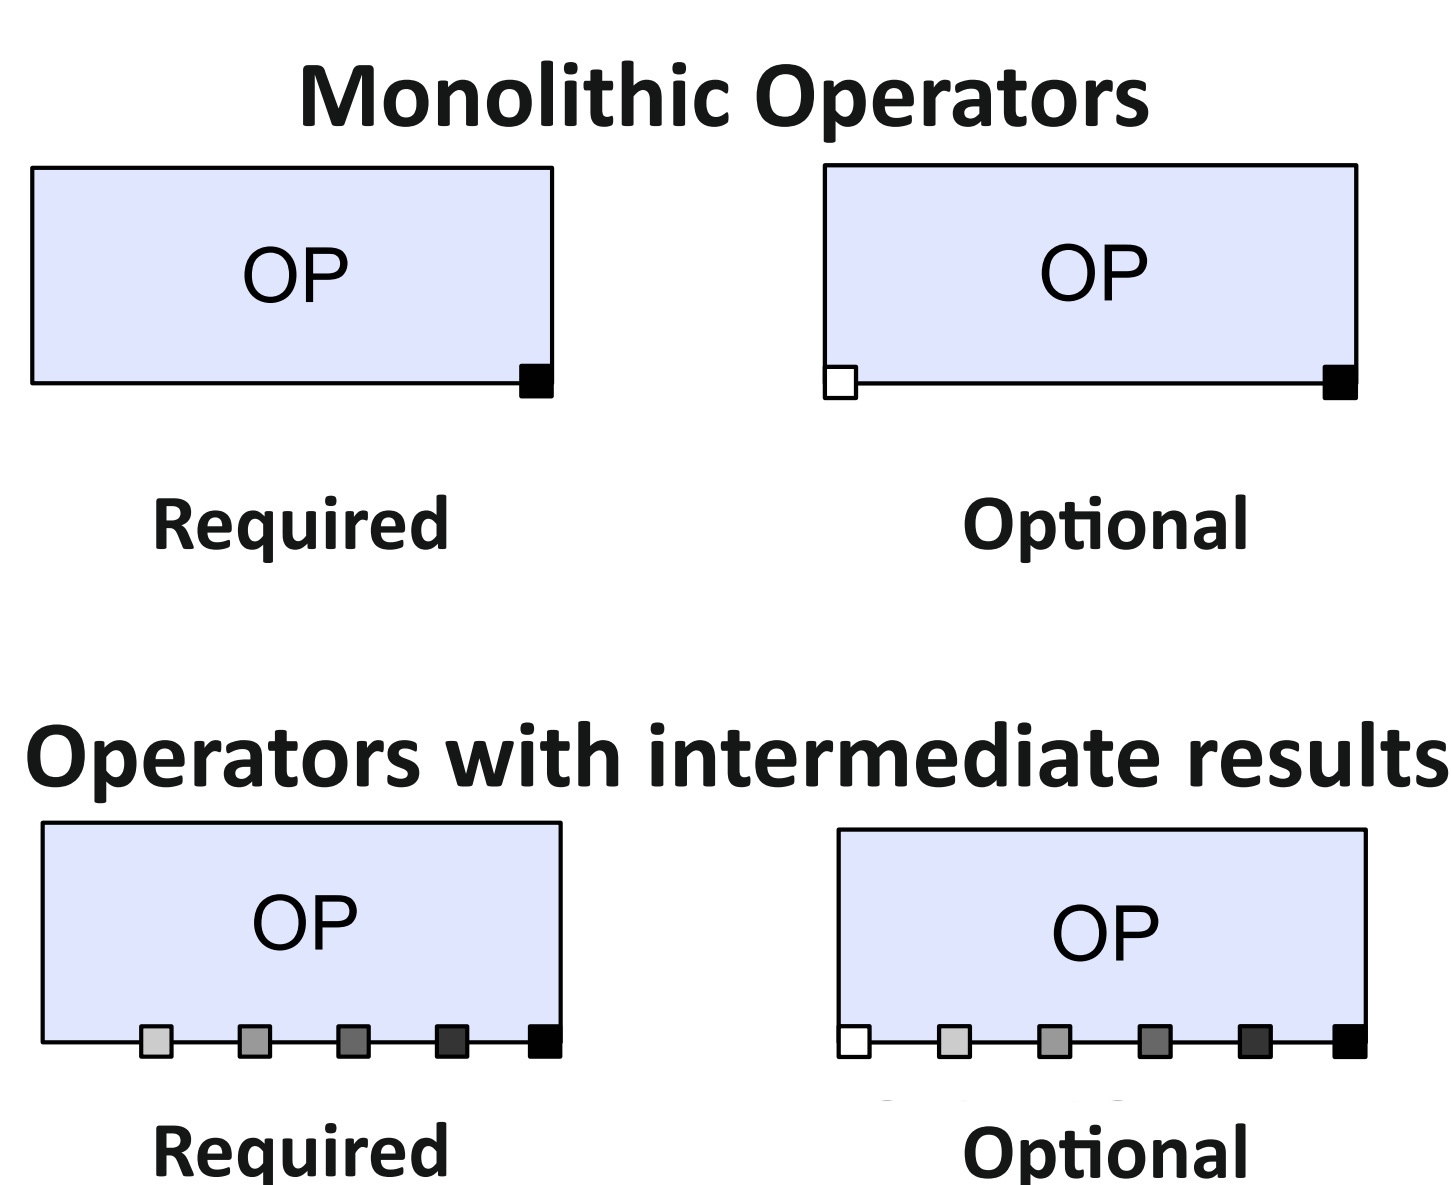 Monolithic Operators
OP
OP
Required
Optional
Operators with intermediate results
OP
OP
Required
Optional